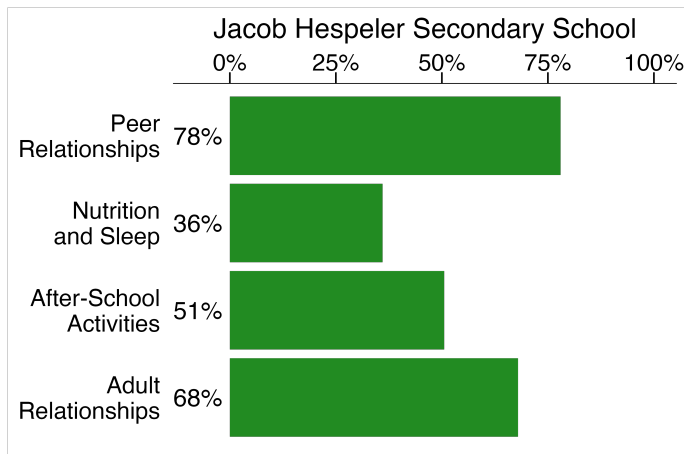 Jacob Hespeler Secondary School
0% 25% 50% 75% 100%
Peer
Relationships 78%
Nutrition
and Sleep 36%
After-School
Activities 51%
Adult
Relationships 68%